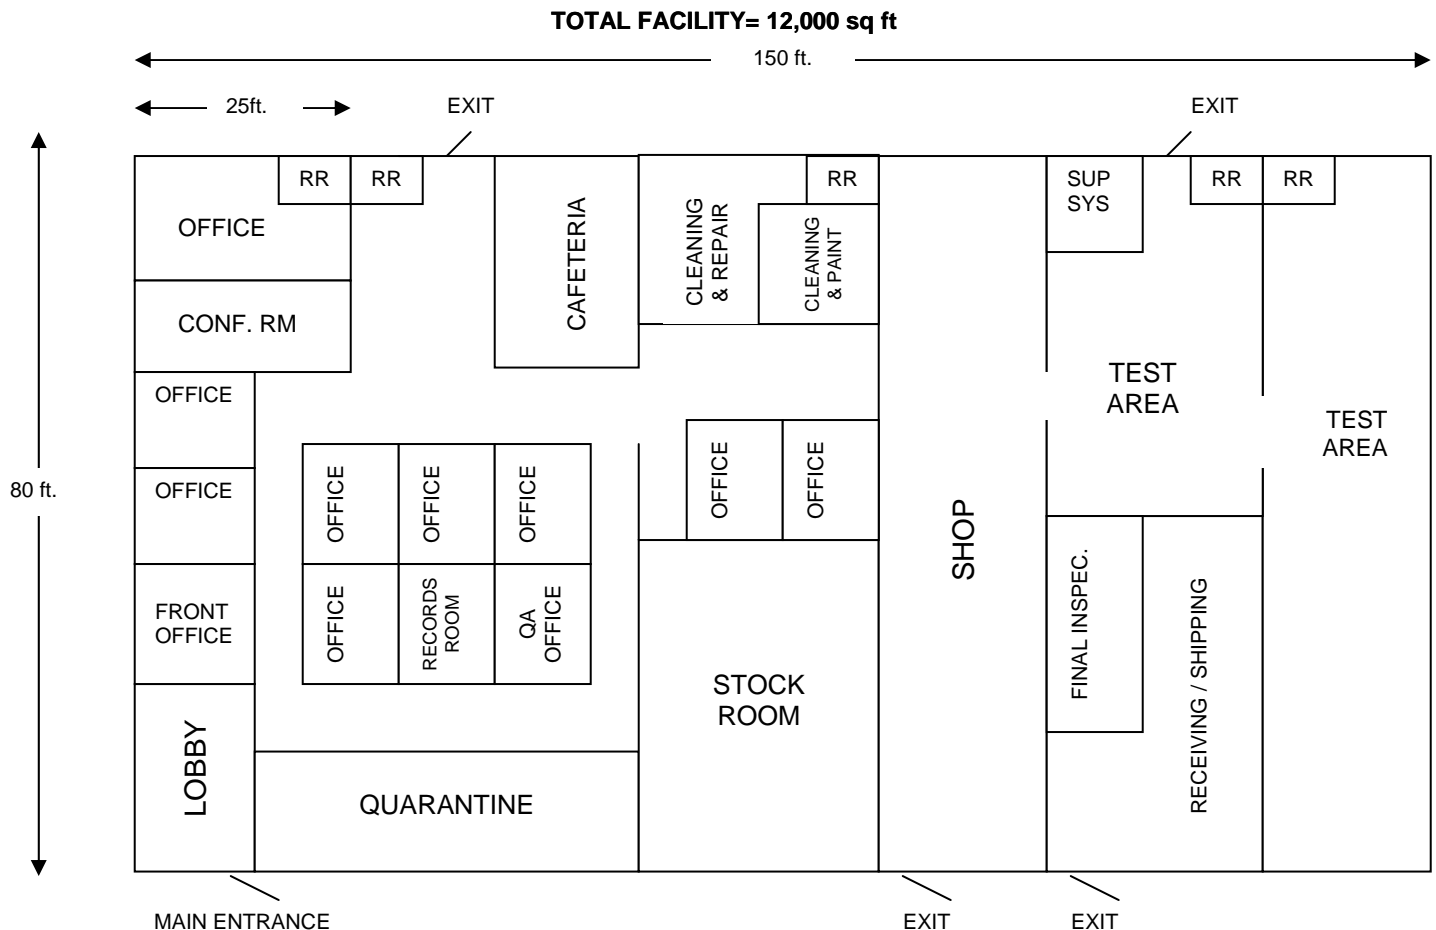 TOTAL FACILITY= 12,000 sq ft
150 ft.
25ft.
EXIT
EXIT
RR
RR
RR
SUP
SYS
RR
RR
OFFICE
CAFETERIA
CLEANING
& REPAIR
CLEANING
& PAINT
CONF. RM
OFFICE
TEST
AREA
TEST
AREA
80 ft.
OFFICE
OFFICE
OFFICE
OFFICE
OFFICE
OFFICE
SHOP
FRONT
OFFICE
OFFICE
RECORDS
ROOM
QA
OFFICE
FINAL INSPEC.
RECEIVING / SHIPPING
STOCK
ROOM
LOBBY
QUARANTINE
MAIN ENTRANCE
EXIT
EXIT